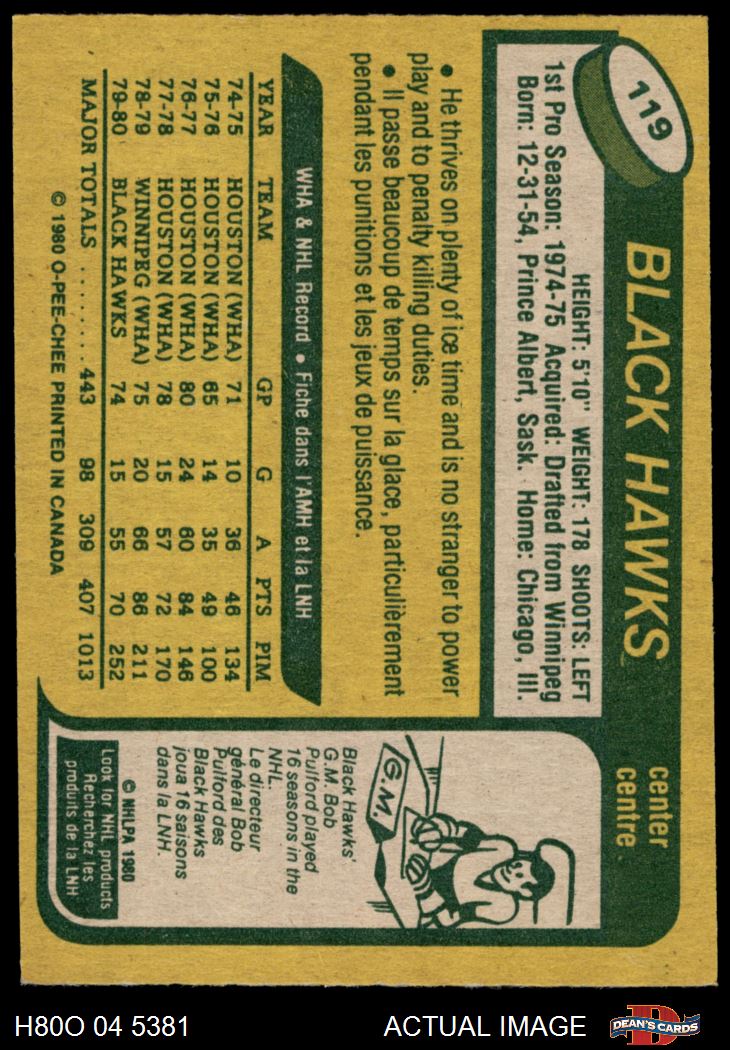 119
BLACK HAWKS
center
centre
HEIGHT: 5'10" WEIGHT: 178 SHOOTS: LEFT
1st Pro Season: 1974-75 Acquired: Drafted from Winnipeg
Born: 12-31-54, Prince Albert, Sask. Home: Chicago, Ill.
• He thrives on plenty of ice time and is no stranger to power
play and to penalty killing duties.
• Il passe beaucoup de temps sur la glace, particulièrement
pendant les punitions et les jeux de puissance.
WHA & NHL Record • Fiche dans l'AMH et la LNH
YEAR TEAM GP G A PTS PIM
74-75 HOUSTON (WHA) 71 10 36 46 134
75-76 HOUSTON (WHA) 65 14 35 49 100
76-77 HOUSTON (WHA) 80 24 60 84 146
77-78 HOUSTON (WHA) 78 15 57 72 170
78-79 WINNIPEG (WHA) 75 20 66 86 211
79-80 BLACK HAWKS 74 15 55 70 252
MAJOR TOTALS ........ 443 98 309 407 1013
© 1980 O-PEE-CHEE PRINTED IN CANADA
G.M.
Black Hawks'
G.M. Bob
Pulford played
16 seasons in the
NHL.
Le directeur
général Bob
Pulford des
Black Hawks
joua 16 saisons
dans la LNH.
© NHLPA 1980
Look for NHL products
Recherchez les
produits de la LNH
H80O 04 5381
ACTUAL IMAGE
DEAN'S CARDS